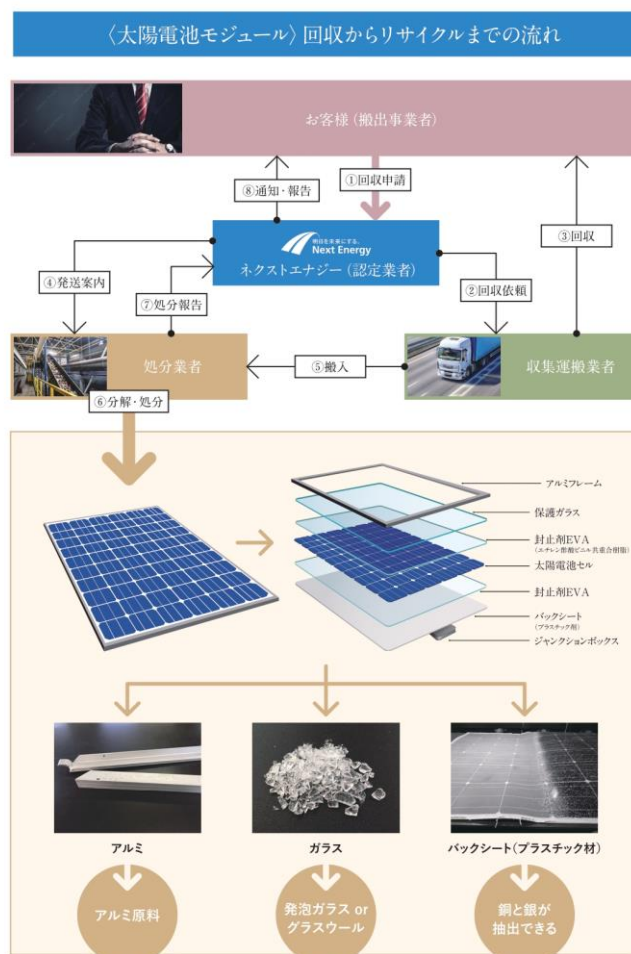 〈太陽電池モジュール〉回収からリサイクルまでの流れ
お客様（搬出事業者）
⑧通知・報告
①回収申請
③回収
明日を未来にする。
Next Energy
ネクストエナジー（認定業者）
④発送案内
⑦処分報告
②回収依頼
処分業者
⑤搬入
収集運搬業者
⑥分解・処分
アルミフレーム
保護ガラス
封止剤EVA
（エチレン酢酸ビニル共重合樹脂）
太陽電池セル
封止剤EVA
バックシート
（プラスチック材）
ジャンクションボックス
アルミ
ガラス
バックシート（プラスチック材）
アルミ原料
発泡ガラス or
グラスウール
銅と銀が
抽出できる